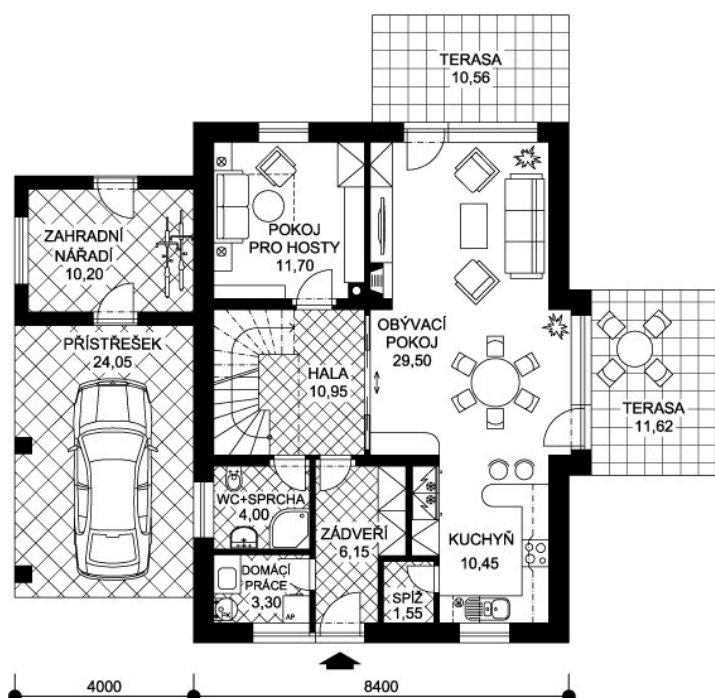 TERASA
10,56
ZAHRADNÍ
NÁŘADÍ
10,20
POKOJ
PRO HOSTY
11,70
PŘÍSTŘEŠEK
24,05
OBÝVACÍ
POKOJ
29,50
HALA
10,95
TERASA
11,62
WC+SPRCHA
4,00
ZÁDVEŘÍ
6,15
KUCHYŇ
10,45
DOMÁCÍ
PRÁCE
3,30
SPÍŽ
1,55
PK
AP
4000
8400